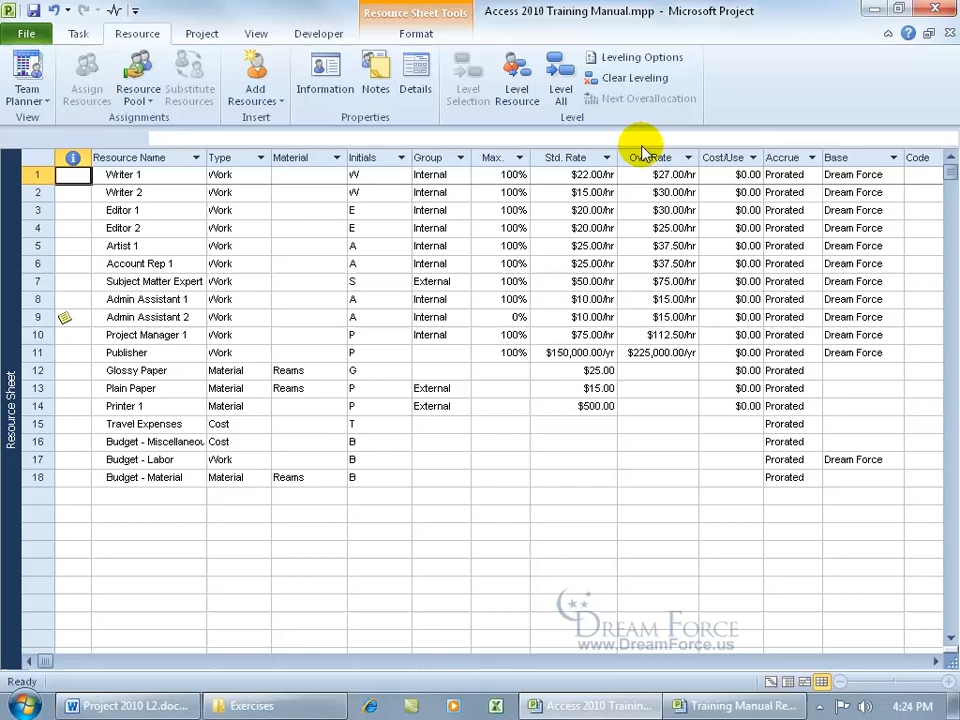 Resource Sheet Tools
Access 2010 Training Manual.mpp - Microsoft Project
File Task Resource Project View Developer Format
Team Planner
Assign Resources
Resource Pool
Substitute Resources
Add Resources
Information
Notes
Details
Level Selection
Level Resource
Level All
Leveling Options
Clear Leveling
Next Overallocation
View Assignments Insert Properties Level
Resource Name Type Material Initials Group Max. Std. Rate Rate Cost/Use Accrue Base Code
1 Writer 1 Work W Internal 100% $22.00/hr $27.00/hr $0.00 Prorated Dream Force
2 Writer 2 Work W Internal 100% $15.00/hr $30.00/hr $0.00 Prorated Dream Force
3 Editor 1 Work E Internal 100% $20.00/hr $30.00/hr $0.00 Prorated Dream Force
4 Editor 2 Work E Internal 100% $20.00/hr $25.00/hr $0.00 Prorated Dream Force
5 Artist 1 Work A Internal 100% $25.00/hr $37.50/hr $0.00 Prorated Dream Force
6 Account Rep 1 Work A Internal 100% $25.00/hr $37.50/hr $0.00 Prorated Dream Force
7 Subject Matter Expert Work S External 100% $50.00/hr $75.00/hr $0.00 Prorated Dream Force
8 Admin Assistant 1 Work A Internal 100% $10.00/hr $15.00/hr $0.00 Prorated Dream Force
9 Admin Assistant 2 Work A Internal 0% $10.00/hr $15.00/hr $0.00 Prorated Dream Force
10 Project Manager 1 Work P Internal 100% $75.00/hr $112.50/hr $0.00 Prorated Dream Force
11 Publisher Work P 100% $150,000.00/yr $225,000.00/yr $0.00 Prorated Dream Force
12 Glossy Paper Material Reams G $25.00 $0.00 Prorated
13 Plain Paper Material Reams P External $15.00 $0.00 Prorated
14 Printer 1 Material P External $500.00 $0.00 Prorated
15 Travel Expenses Cost T Prorated
16 Budget - Miscellaneou Cost B Prorated
17 Budget - Labor Work B Prorated Dream Force
18 Budget - Material Material Reams B Prorated
Resource Sheet
DREAM FORCE
www.DreamForce.us
Ready
Project 2010 L2.doc...
Exercises
Access 2010 Trainin...
Training Manual Re...
4:24 PM